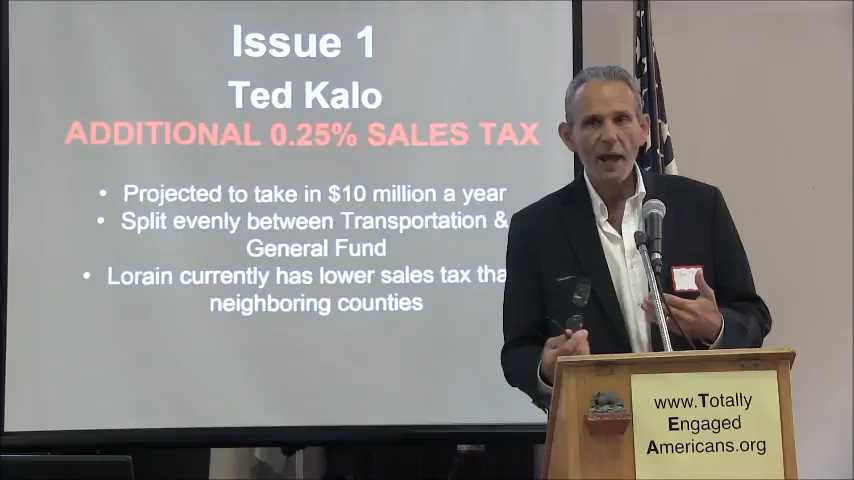 Issue 1
Ted Kalo
ADDITIONAL 0.25% SALES TAX
• Projected to take in $10 million a year
• Split evenly between Transportation &
General Fund
• Lorain currently has lower sales tax tha
neighboring counties
www.Totally
Engaged
Americans.org